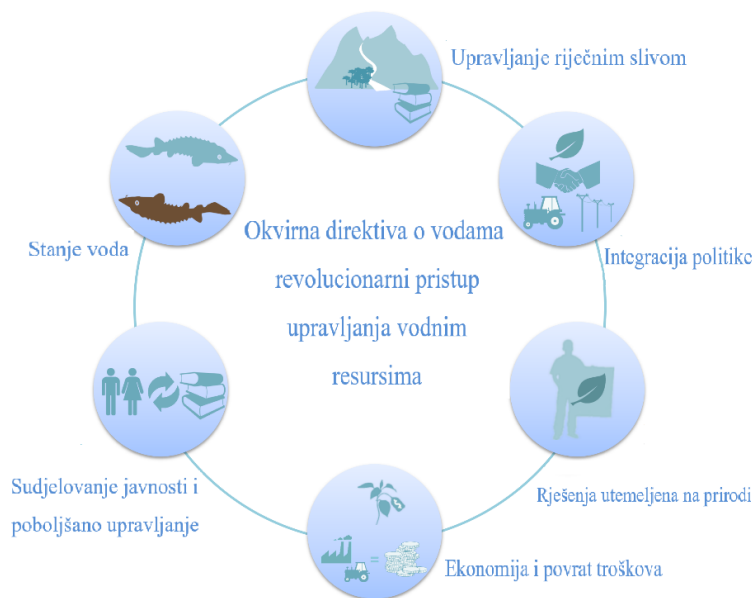 Upravljanje riječnim slivom
Integracija politike
Rješenja utemeljena na prirodi
Ekonomija i povrat troškova
Sudjelovanje javnosti i
poboljšano upravljanje
Stanje voda
Okvirna direktiva o vodama
revolucionarni pristup
upravljanja vodnim
resursima